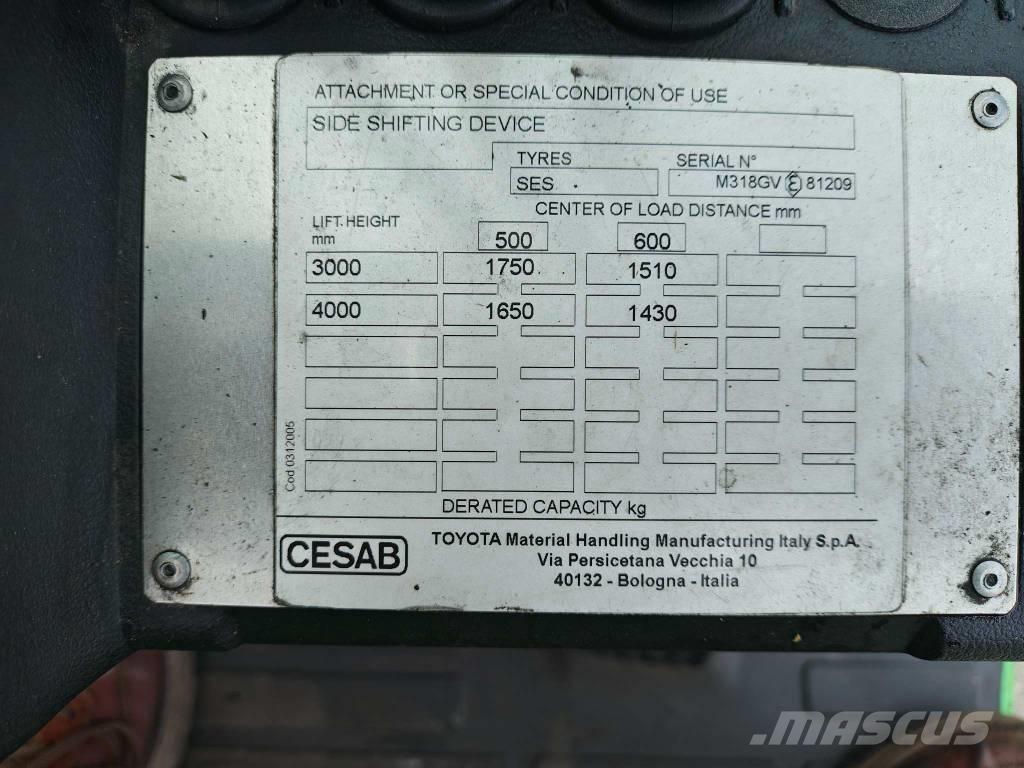 ATTACHMENT OR SPECIAL CONDITION OF USE
SIDE SHIFTING DEVICE
TYRES SERIAL N°
SES M318GV E 81209
CENTER OF LOAD DISTANCE mm
LIFT HEIGHT
mm 500 600
3000 1750 1510
4000 1650 1430
Cod.0312005
DERATED CAPACITY kg
CESAB
TOYOTA Material Handling Manufacturing Italy S.p.A.
Via Persicetana Vecchia 10
40132 - Bologna - Italia
MASCUS